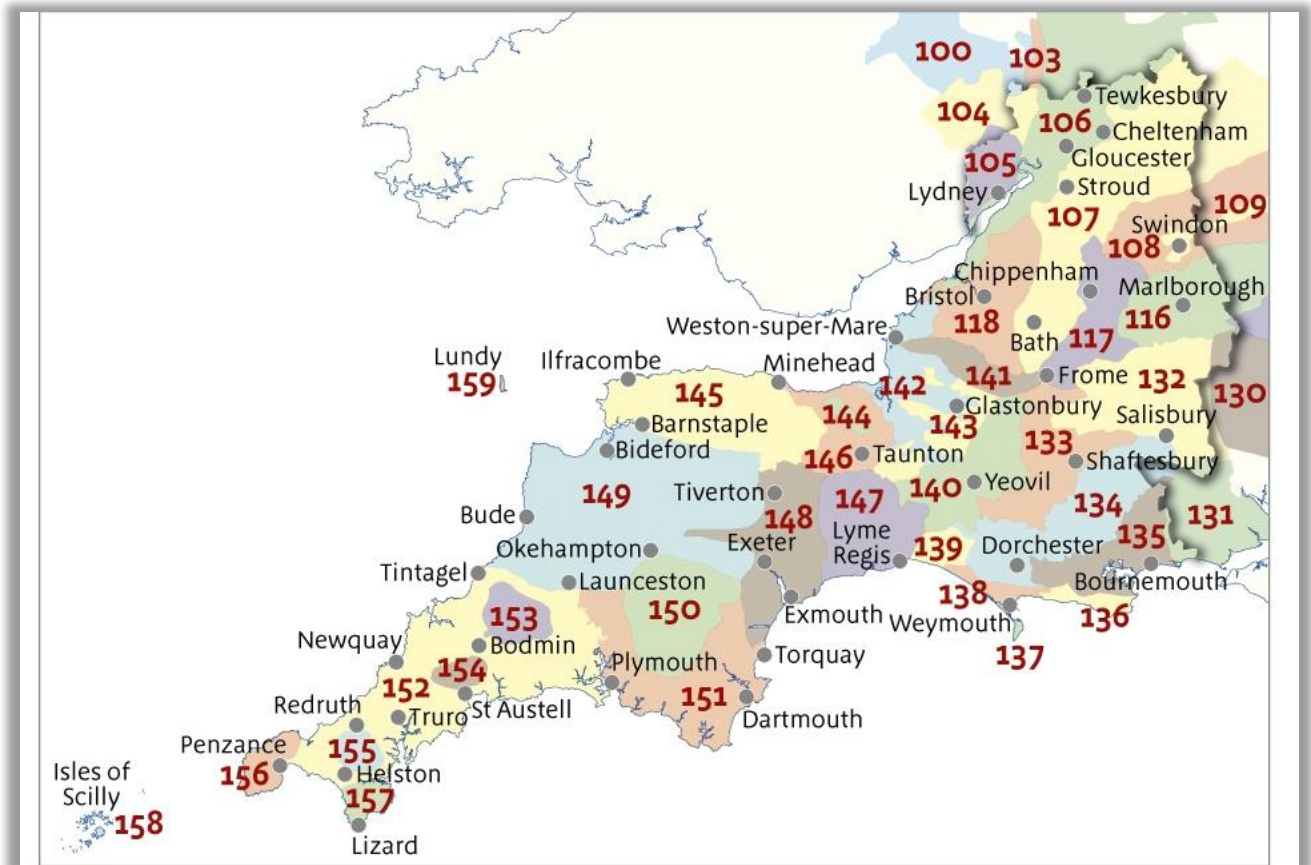 100
103
Tewkesbury
104
106
Cheltenham
Gloucester
105
Lydney
Stroud
109
107
Swindon
108
Chippenham
Marlborough
Bristol
118
116
Weston-super-Mare
Bath
117
Lundy
159
Ilfracombe
Minehead
141
Frome
132
130
145
142
Glastonbury
Salisbury
144
143
Barnstaple
133
Bideford
146
Taunton
Shaftesbury
149
Tiverton
147
140
Yeovil
134
131
148
Bude
Lyme
Regis
139
Dorchester
135
Okehampton
Exeter
Tintagel
Launceston
Bournemouth
138
150
153
Exmouth
Weymouth
136
Newquay
Bodmin
137
154
Plymouth
Torquay
152
151
Redruth
Truro
St Austell
Dartmouth
Penzance
155
156
Helston
Isles of
Scilly
158
157
Lizard